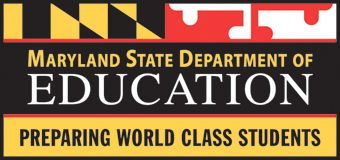 MARYLAND STATE DEPARTMENT OF
EDUCATION
PREPARING WORLD CLASS STUDENTS